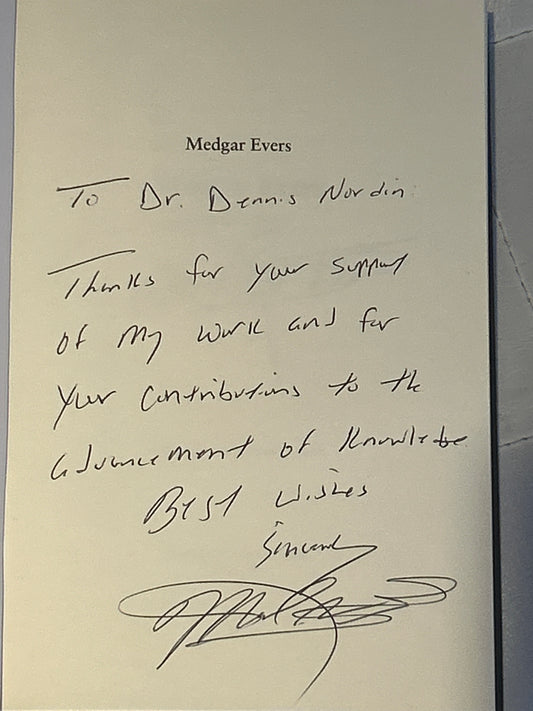 Medgar Evers
To Dr. Dennis Nordin
Thanks for your support
of my work and for
your contributions to the
advancement of knowledge
Best wishes
Sincerely